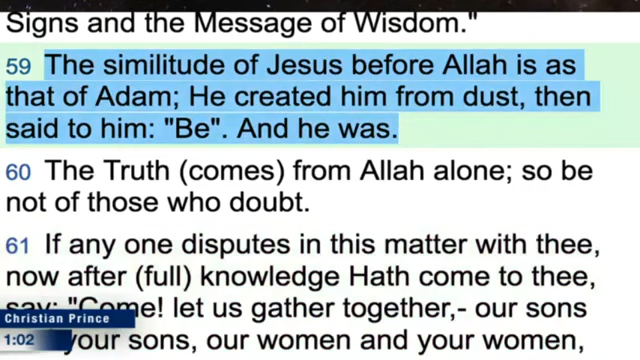 Signs and the Message of Wisdom."
59 The similitude of Jesus before Allah is as
that of Adam; He created him from dust, then
said to him: "Be". And he was.
60 The Truth (comes) from Allah alone; so be
not of those who doubt.
61 If any one disputes in this matter with thee,
now after (full) knowledge Hath come to thee,
say: "Come! let us gather together,- our sons
your sons, our women and your women,
Christian Prince
1:02